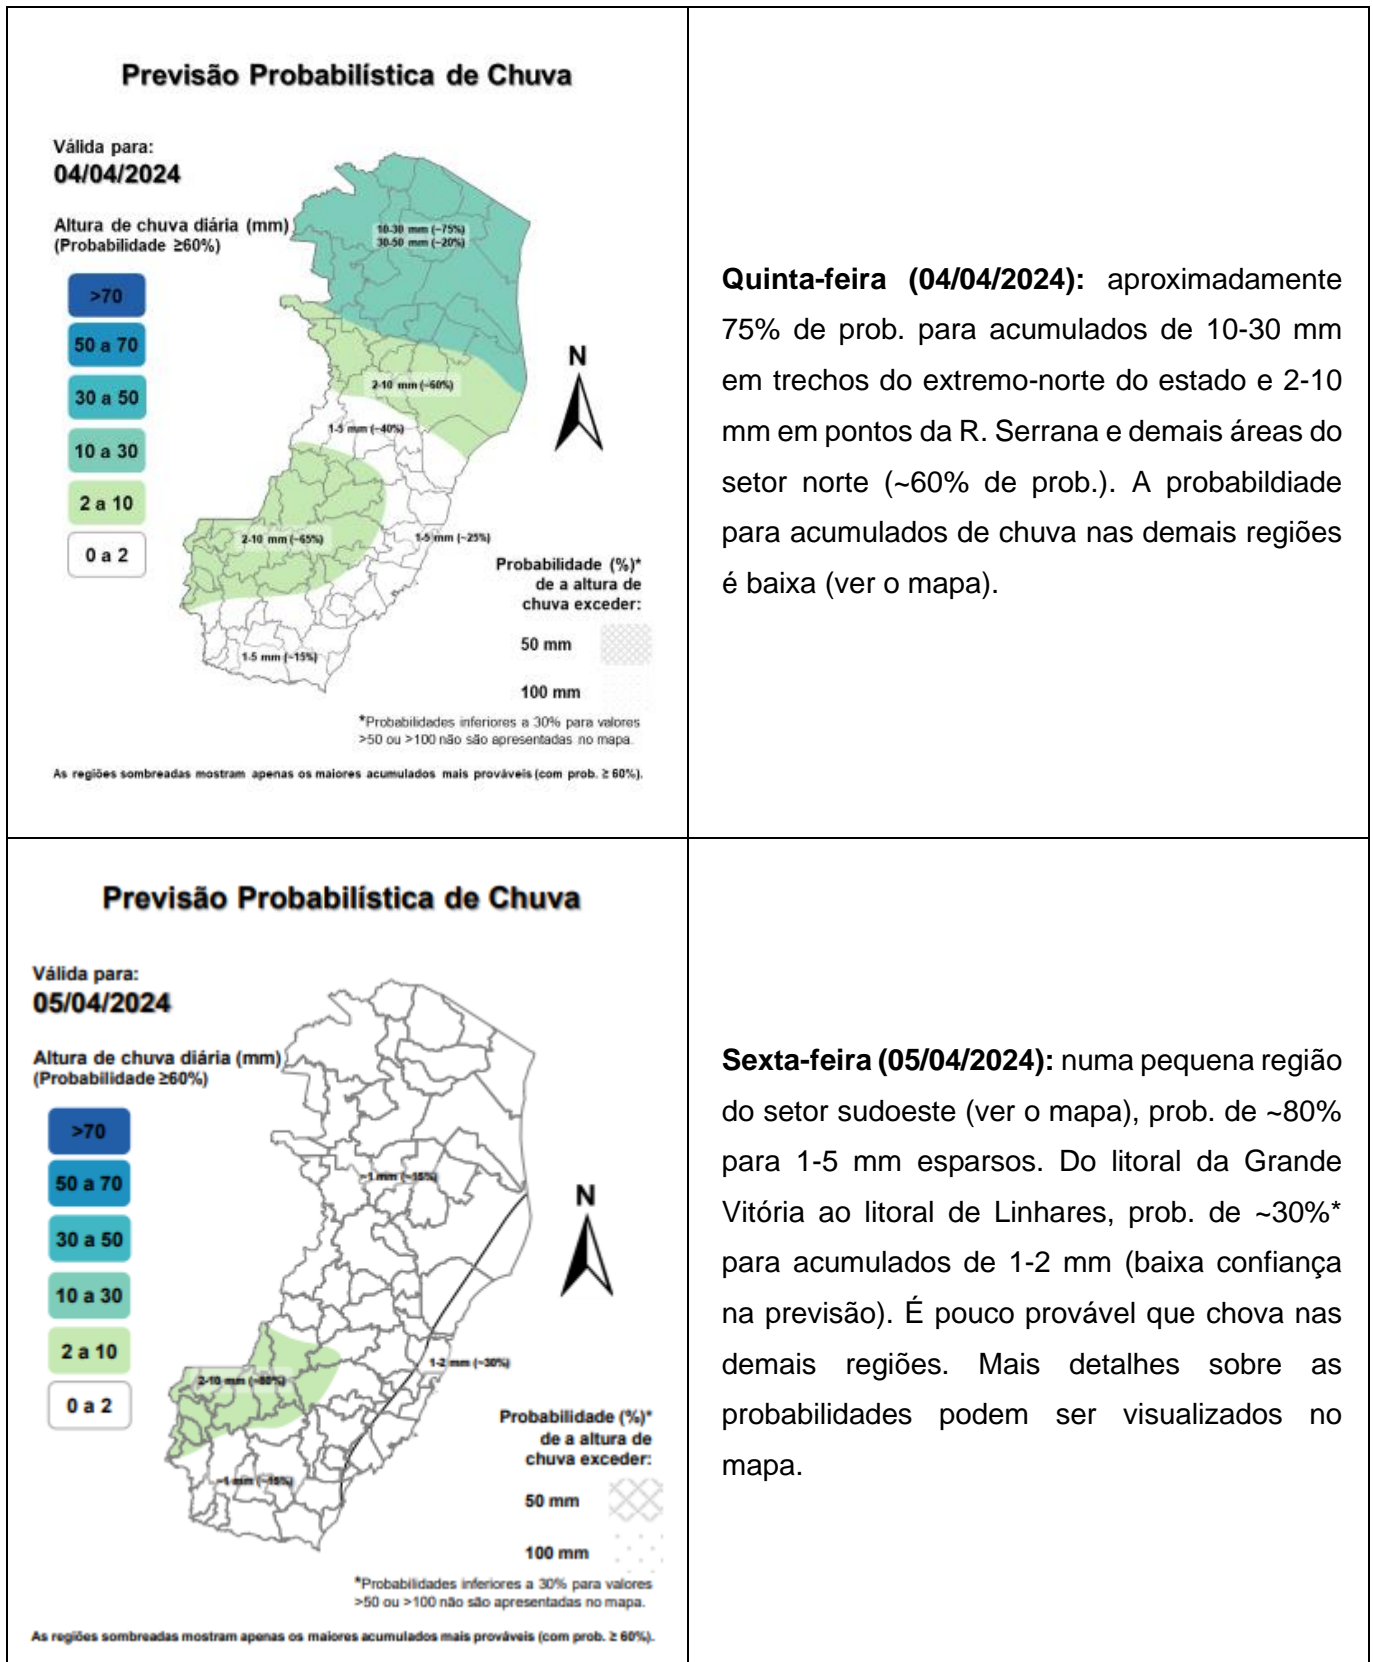 Previsão Probabilística de Chuva
Válida para:
04/04/2024
Altura de chuva diária (mm)
(Probabilidade ≥60%)
>70
50 a 70
30 a 50
10 a 30
2 a 10
0 a 2
10-30 mm (~75%)
30-50 mm (~20%)
2-10 mm (~60%)
1-5 mm (~40%)
2-10 mm (~65%)
1-5 mm (~25%)
1-5 mm (~15%)
N
Probabilidade (%)*
de a altura de
chuva exceder:
50 mm
100 mm
*Probabilidades inferiores a 30% para valores
>50 ou >100 não são apresentadas no mapa.
As regiões sombreadas mostram apenas os maiores acumulados mais prováveis (com prob. ≥ 60%).
Quinta-feira (04/04/2024): aproximadamente
75% de prob. para acumulados de 10-30 mm
em trechos do extremo-norte do estado e 2-10
mm em pontos da R. Serrana e demais áreas do
setor norte (~60% de prob.). A probabildiade
para acumulados de chuva nas demais regiões
é baixa (ver o mapa).
Previsão Probabilística de Chuva
Válida para:
05/04/2024
Altura de chuva diária (mm)
(Probabilidade ≥60%)
>70
50 a 70
30 a 50
10 a 30
2 a 10
0 a 2
~1 mm (~15%)
1-2 mm (~30%)
2-10 mm (~80%)
~1 mm (~15%)
N
Probabilidade (%)*
de a altura de
chuva exceder:
50 mm
100 mm
*Probabilidades inferiores a 30% para valores
>50 ou >100 não são apresentadas no mapa.
As regiões sombreadas mostram apenas os maiores acumulados mais prováveis (com prob. ≥ 60%).
Sexta-feira (05/04/2024): numa pequena região
do setor sudoeste (ver o mapa), prob. de ~80%
para 1-5 mm esparsos. Do litoral da Grande
Vitória ao litoral de Linhares, prob. de ~30%*
para acumulados de 1-2 mm (baixa confiança
na previsão). É pouco provável que chova nas
demais regiões. Mais detalhes sobre as
probabilidades podem ser visualizados no
mapa.